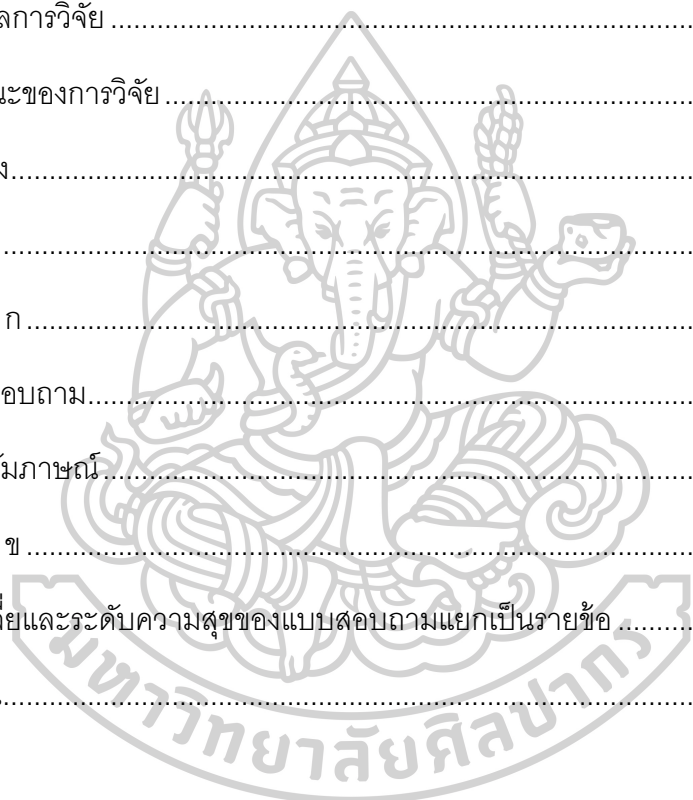 ลการวิจัย ........................................................................
นะของการวิจัย ................................................................
ง....................................................................................
.....................................................................................
ก ..................................................................................
อบถาม...........................................................................
ัมภาษณ์.........................................................................
ข ..................................................................................
ลี่ยและระดับความสุขของแบบสอบถามแยกเป็นรายข้อ ..........
.....................................................................................
มหาวิทยาลัยศิลปากร